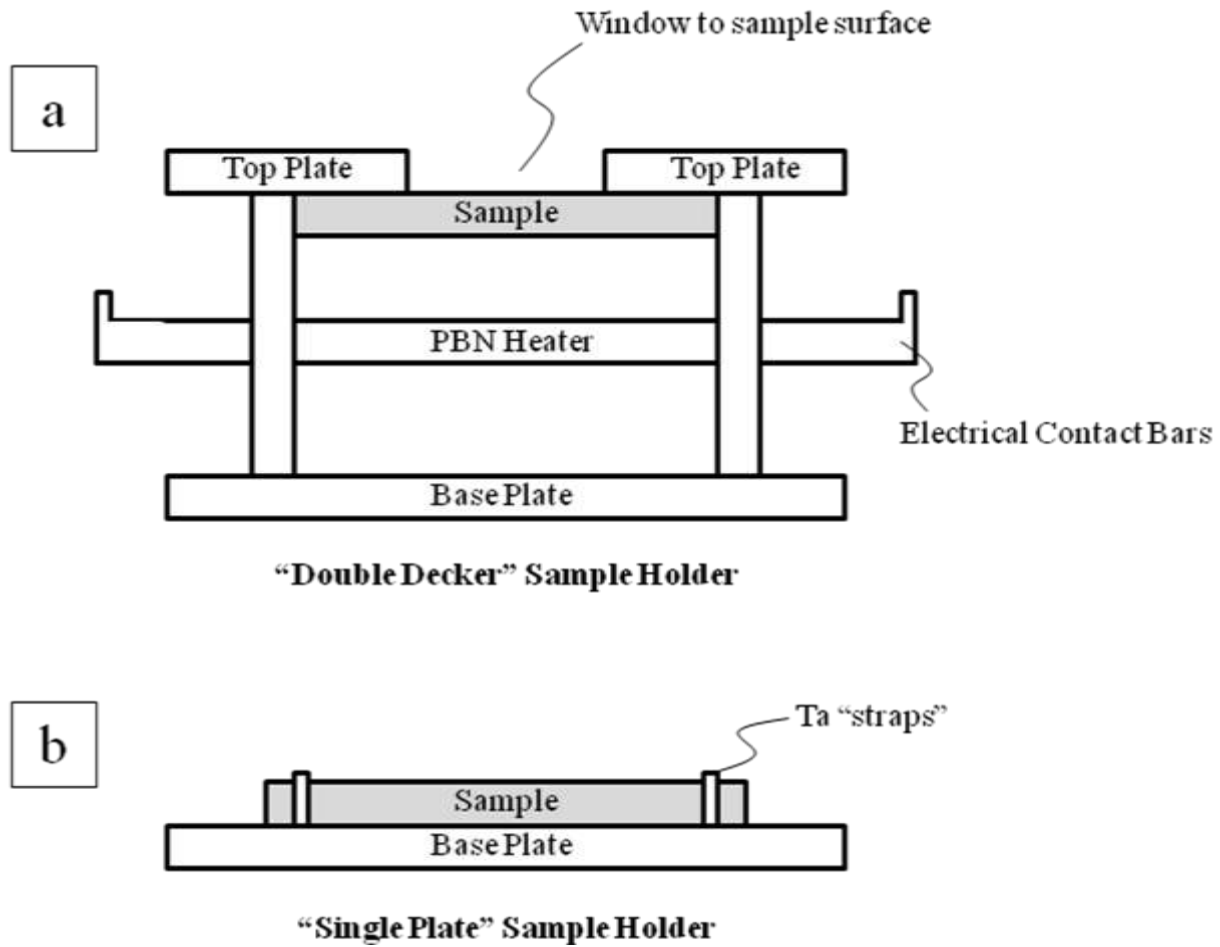 Window to sample surface
a
Top Plate
Top Plate
Sample
PBN Heater
Electrical Contact Bars
Base Plate
“Double Decker” Sample Holder
b
Ta “straps”
Sample
Base Plate
“Single Plate” Sample Holder